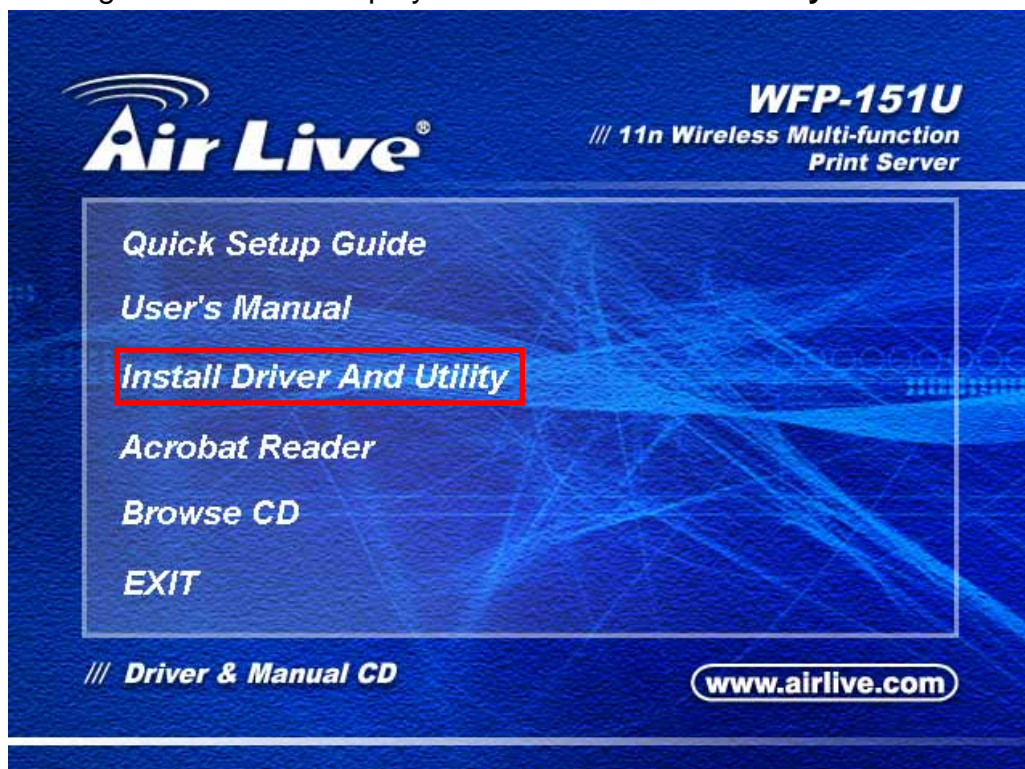 Air Live®
WFP-151U
/// 11n Wireless Multi-function
Print Server
Quick Setup Guide
User's Manual
Install Driver And Utility
Acrobat Reader
Browse CD
EXIT
/// Driver & Manual CD
www.airlive.com